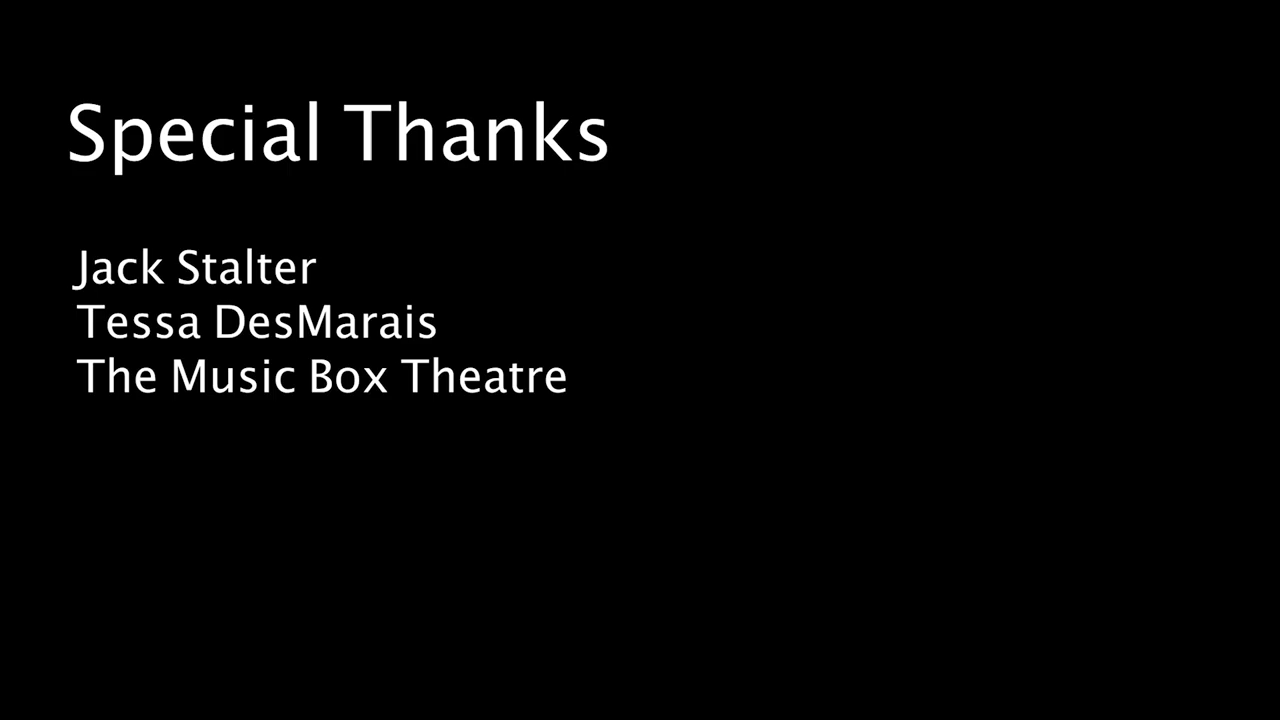 Special Thanks
Jack Stalter
Tessa DesMarais
The Music Box Theatre